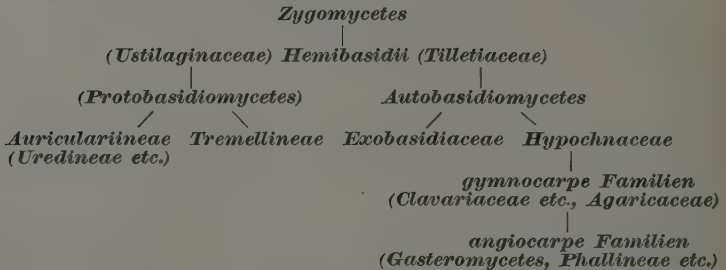 Zygomycetes
(Ustilaginaceae) Hemibasidii (Tilletiaceae)
(Protobasidiomycetes) Autobasidiomycetes
Auriculariineae Tremellineae Exobasidiaceae Hypochnaceae
(Uredineae etc.)
gymnocarpe Familien
(Clavariaceae etc., Agaricaceae)
angiocarpe Familien
(Gasteromycetes, Phallineae etc.)